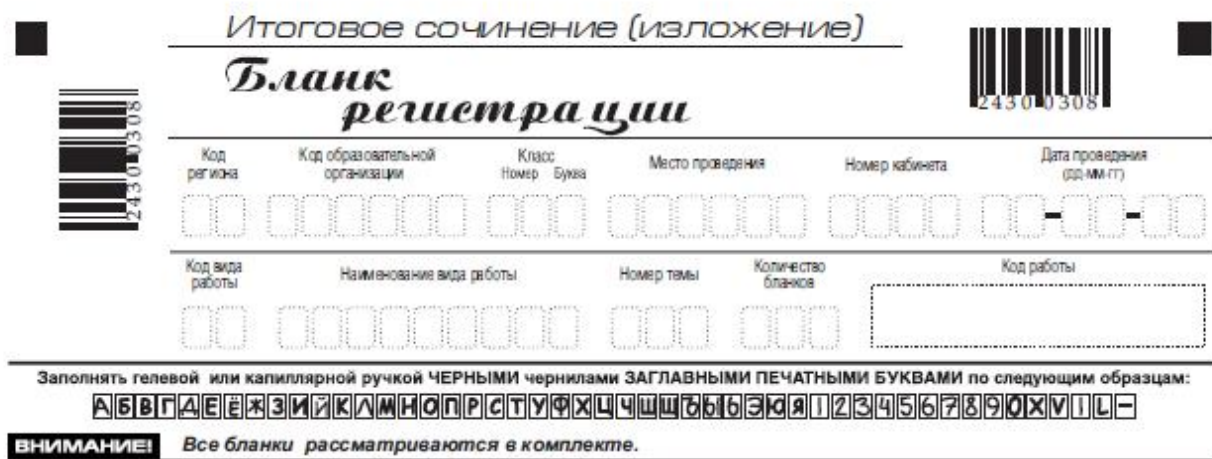 Итоговое сочинение (изложение)
Бланк
регистрации
2430 0308
2430 0308
Код региона
Код образовательной организации
Класс
Номер Буква
Место проведения
Номер кабинета
Дата проведения
(ДД-ММ-ГГ)
Код вида работы
Наименование вида работы
Номер темы
Количество бланков
Код работы
Заполнять гелевой или капиллярной ручкой ЧЕРНЫМИ чернилами ЗАГЛАВНЫМИ ПЕЧАТНЫМИ БУКВАМИ по следующим образцам:
АБВГДЕЁЖЗИЙКЛМНОПРСТУФХЦЧШЩЪЫЬЭЮЯ1234567890XVIL-
ВНИМАНИЕ! Все бланки рассматриваются в комплекте.